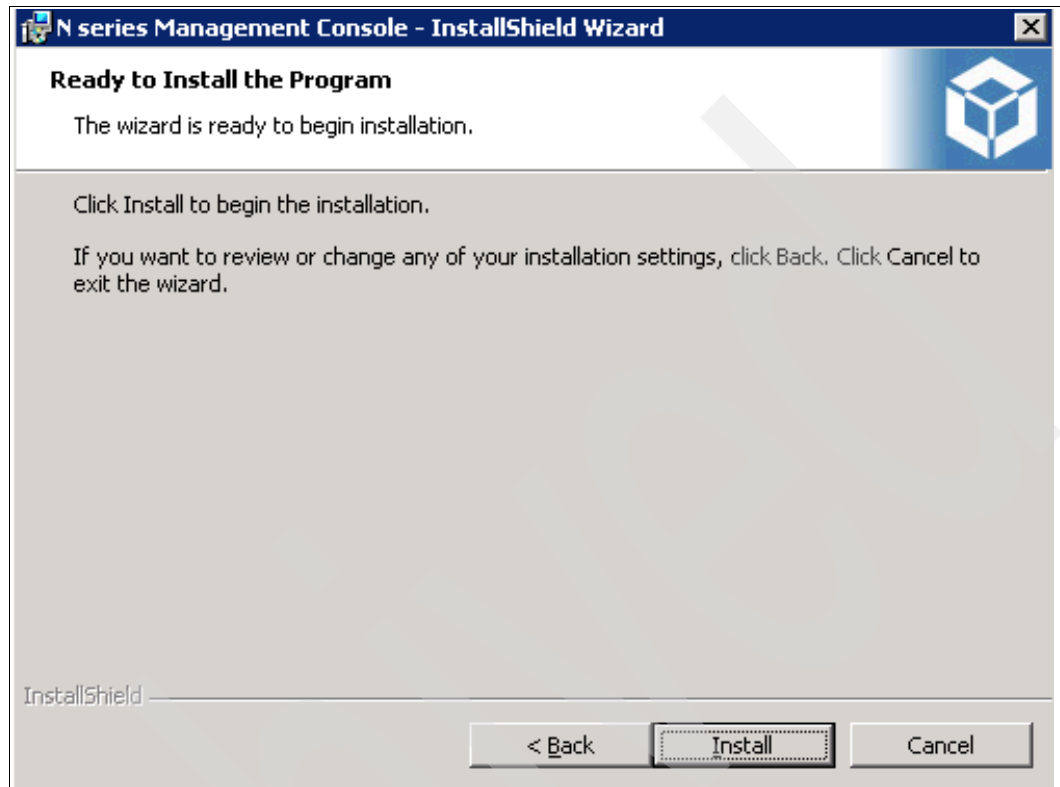 N series Management Console - InstallShield Wizard
Ready to Install the Program
The wizard is ready to begin installation.
Click Install to begin the installation.
If you want to review or change any of your installation settings, click Back. Click Cancel to
exit the wizard.
InstallShield
< Back Install Cancel